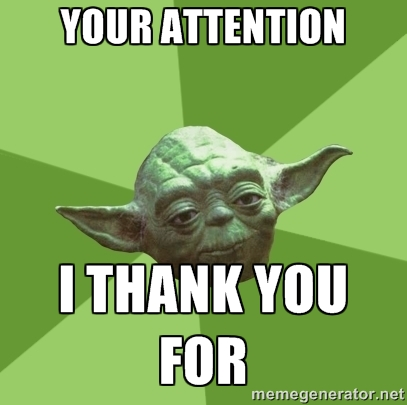 YOUR ATTENTION
I THANK YOU
FOR
memegenerator.net